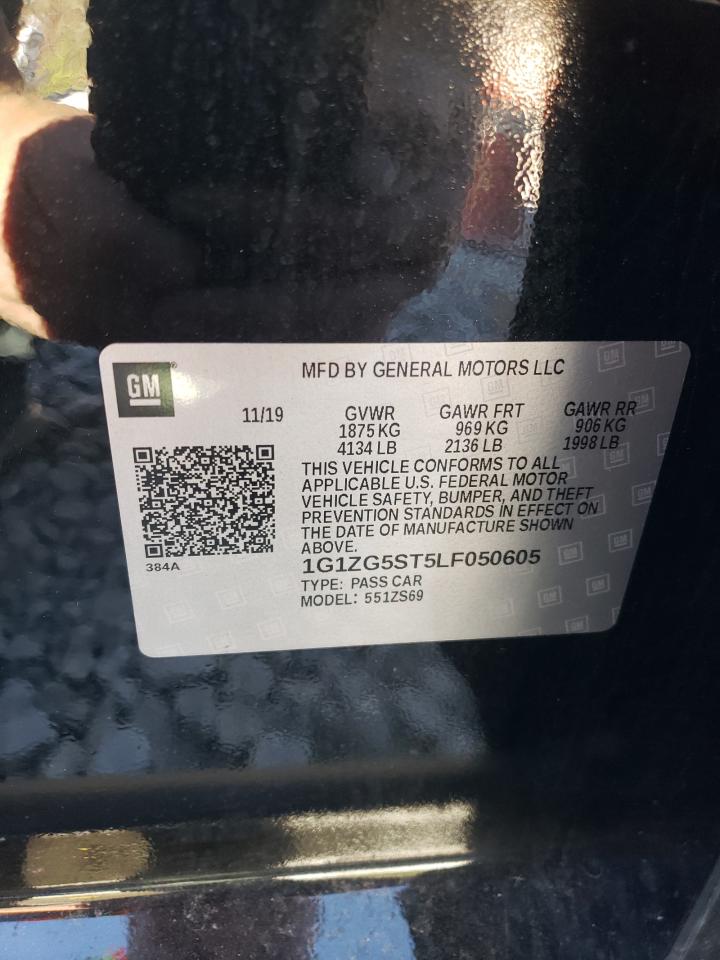 GM
MFD BY GENERAL MOTORS LLC
11/19 GVWR GAWR FRT GAWR RR
1875 KG 969 KG 906 KG
4134 LB 2136 LB 1998 LB
THIS VEHICLE CONFORMS TO ALL
APPLICABLE U.S. FEDERAL MOTOR
VEHICLE SAFETY, BUMPER, AND THEFT
PREVENTION STANDARDS IN EFFECT ON
THE DATE OF MANUFACTURE SHOWN
ABOVE.
384A
1G1ZG5ST5LF050605
TYPE: PASS CAR
MODEL: 551ZS69